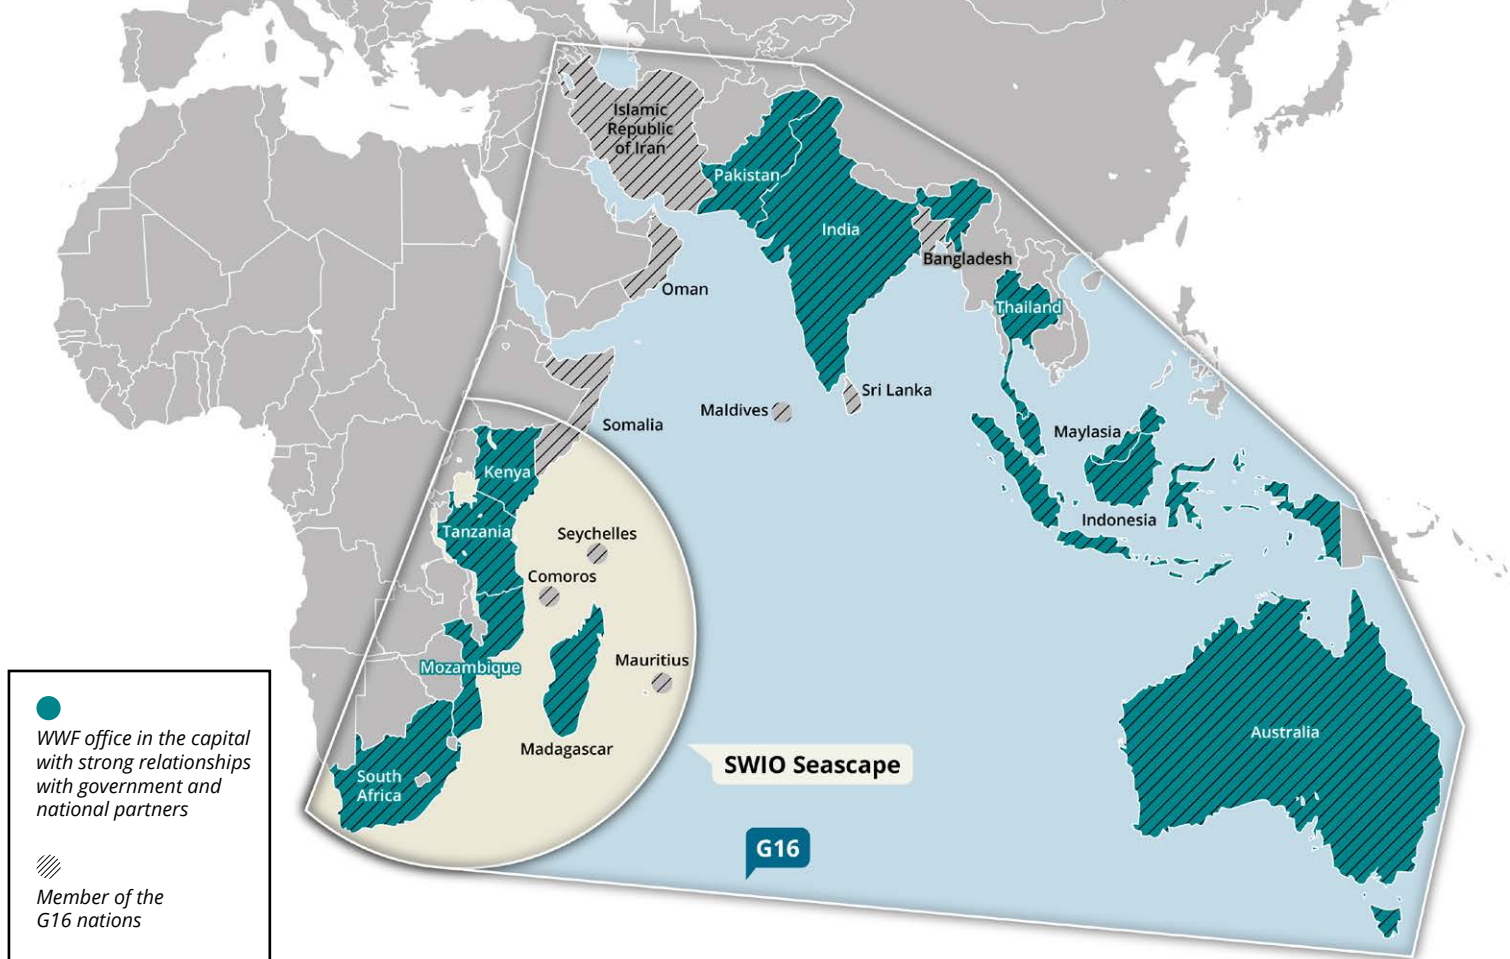 Islamic
Republic
of Iran
Pakistan
India
Bangladesh
Oman
Thailand
Sri Lanka
Maldives
Somalia
Maylasia
Kenya
Indonesia
Tanzania
Seychelles
Comoros
Mauritius
Mozambique
Madagascar
South
Africa
Australia
SWIO Seascape
G16
WWF office in the capital
with strong relationships
with government and
national partners
Member of the
G16 nations